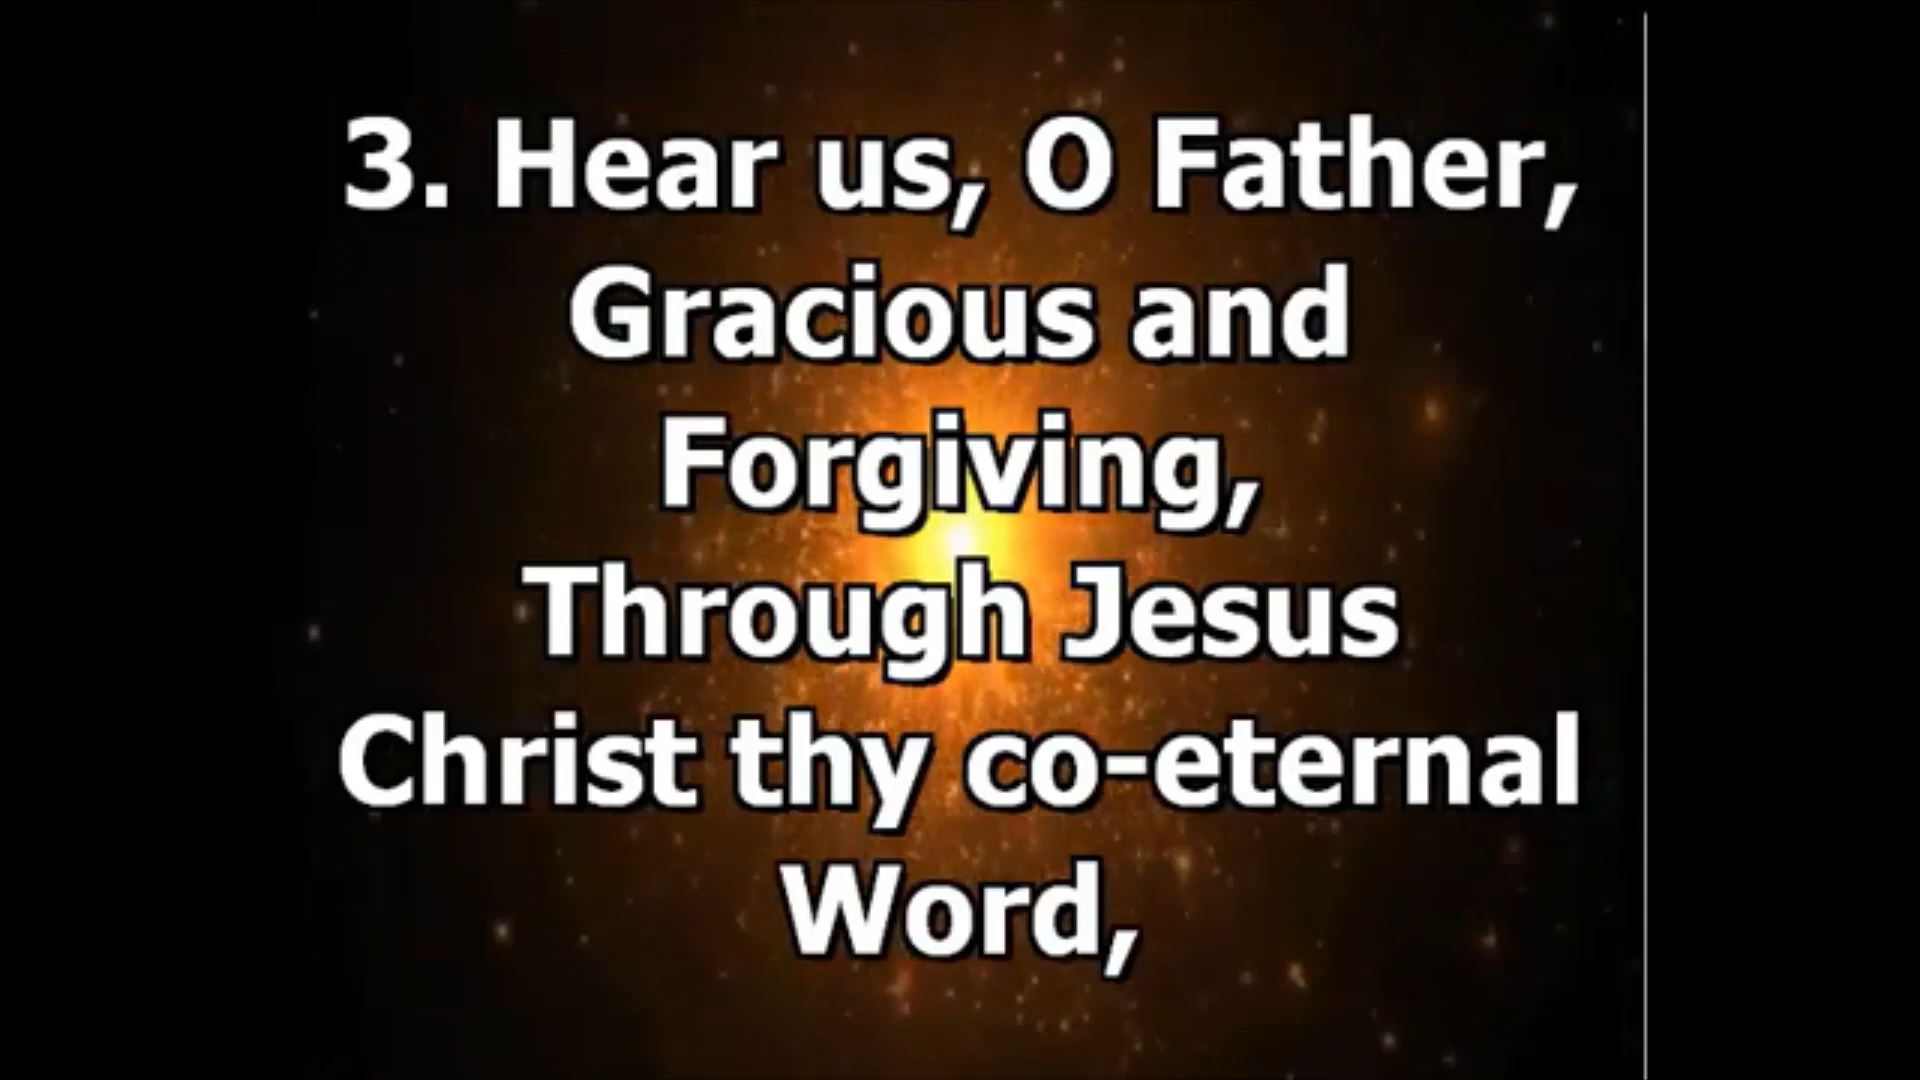 3. Hear us, O Father,
Gracious and
Forgiving,
Through Jesus
Christ thy co-eternal
Word,